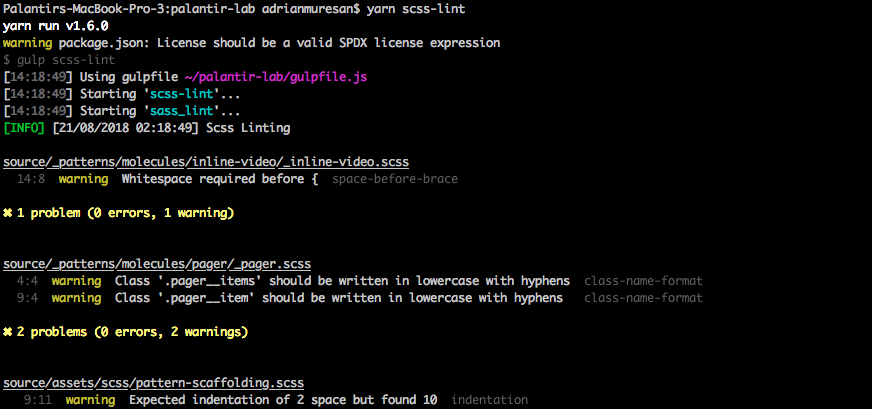 Palantirs-MacBook-Pro-3:palantir-lab adrianmuresan$ yarn scss-lint
yarn run v1.6.0
warning package.json: License should be a valid SPDX license expression
$ gulp scss-lint
[14:18:49] Using gulpfile ~/palantir-lab/gulpfile.js
[14:18:49] Starting 'scss-lint'...
[14:18:49] Starting 'sass_lint'...
[INFO] [21/08/2018 02:18:49] Scss Linting
source/_patterns/molecules/inline-video/_inline-video.scss
14:8 warning Whitespace required before { space-before-brace
✖ 1 problem (0 errors, 1 warning)
source/_patterns/molecules/pager/_pager.scss
4:4 warning Class '.pager__items' should be written in lowercase with hyphens class-name-format
9:4 warning Class '.pager__item' should be written in lowercase with hyphens class-name-format
✖ 2 problems (0 errors, 2 warnings)
source/assets/scss/pattern-scaffolding.scss
9:11 warning Expected indentation of 2 space but found 10 indentation